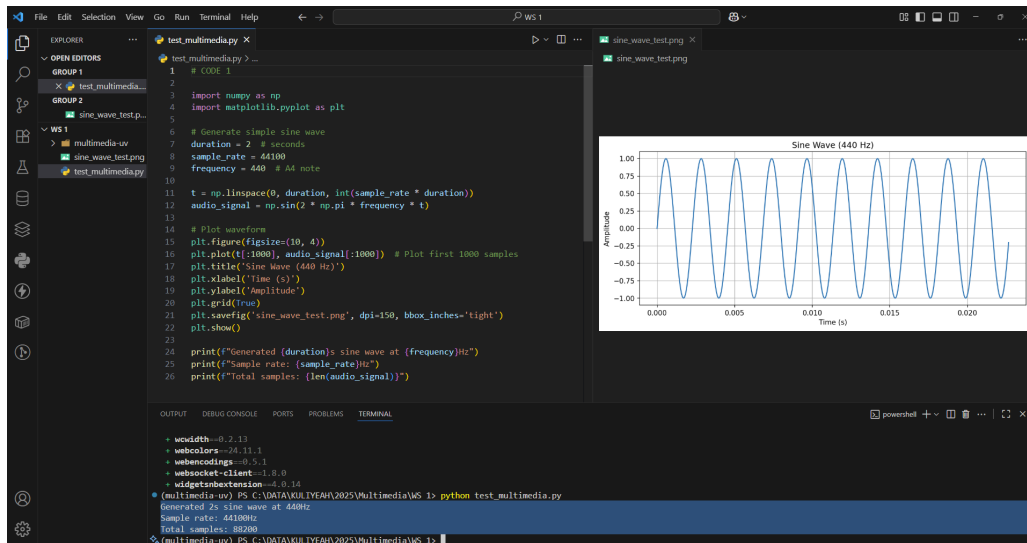 File Edit Selection View Go Run Terminal Help
WS 1
EXPLORER
OPEN EDITORS
GROUP 1
test_multimedia....
GROUP 2
sine_wave_test.p...
WS 1
multimedia-uv
sine_wave_test.png
test_multimedia.py
test_multimedia.py
test_multimedia.py > ...
1 # CODE 1
2
3 import numpy as np
4 import matplotlib.pyplot as plt
5
6 # Generate simple sine wave
7 duration = 2 # seconds
8 sample_rate = 44100
9 frequency = 440 # A4 note
10
11 t = np.linspace(0, duration, int(sample_rate * duration))
12 audio_signal = np.sin(2 * np.pi * frequency * t)
13
14 # Plot waveform
15 plt.figure(figsize=(10, 4))
16 plt.plot(t[:1000], audio_signal[:1000]) # Plot first 1000 samples
17 plt.title('Sine Wave (440 Hz)')
18 plt.xlabel('Time (s)')
19 plt.ylabel('Amplitude')
20 plt.grid(True)
21 plt.savefig('sine_wave_test.png', dpi=150, bbox_inches='tight')
22 plt.show()
23
24 print(f"Generated {duration}s sine wave at {frequency}Hz")
25 print(f"Sample rate: {sample_rate}Hz")
26 print(f"Total samples: {len(audio_signal)}")
sine_wave_test.png
sine_wave_test.png
Sine Wave (440 Hz)
1.00
0.75
0.50
0.25
0.00
−0.25
−0.50
−0.75
−1.00
Amplitude
0.000 0.005 0.010 0.015 0.020
Time (s)
OUTPUT DEBUG CONSOLE PORTS PROBLEMS TERMINAL
powershell
+ wcwidth==0.2.13
+ webcolors==24.11.1
+ webencodings==0.5.1
+ websocket-client==1.8.0
+ widgetsnbextension==4.0.14
(multimedia-uv) PS C:\DATA\KULIYEAH\2025\Multimedia\WS 1> python test_multimedia.py
Generated 2s sine wave at 440Hz
Sample rate: 44100Hz
Total samples: 88200
(multimedia-uv) PS C:\DATA\KULIYEAH\2025\Multimedia\WS 1>